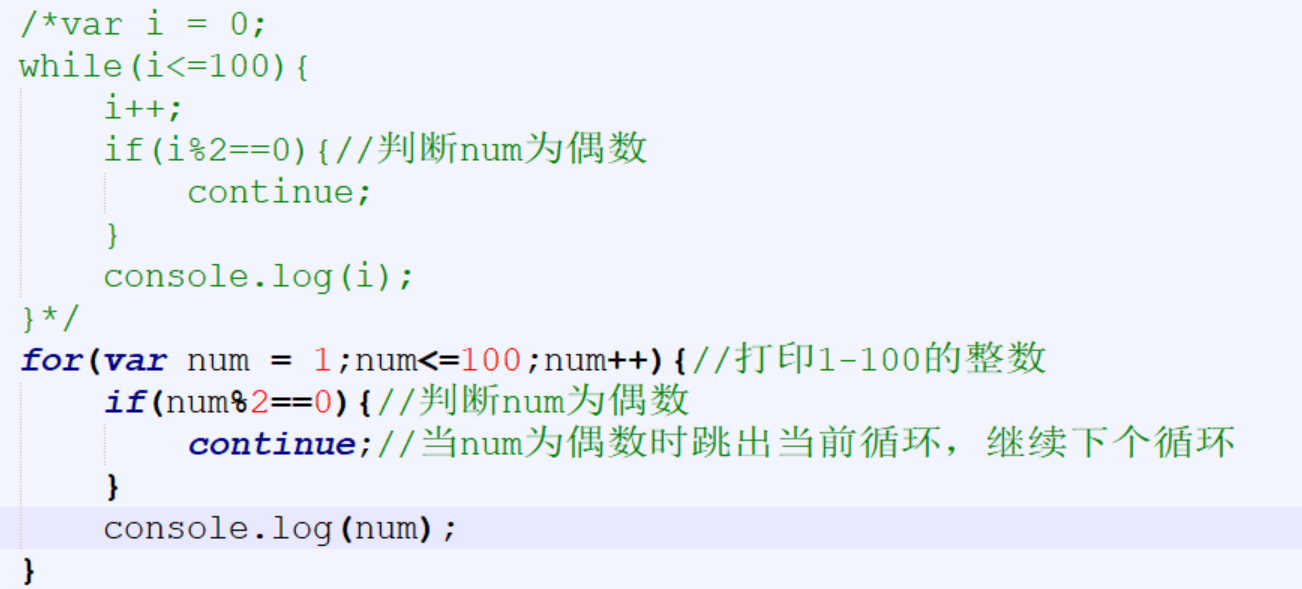 /*var i = 0;
while(i<=100){
    i++;
    if(i%2==0){//判断num为偶数
        continue;
    }
    console.log(i);
}*/
for(var num = 1;num<=100;num++){//打印1-100的整数
    if(num%2==0){//判断num为偶数
        continue;//当num为偶数时跳出当前循环，继续下个循环
    }
    console.log(num);
}